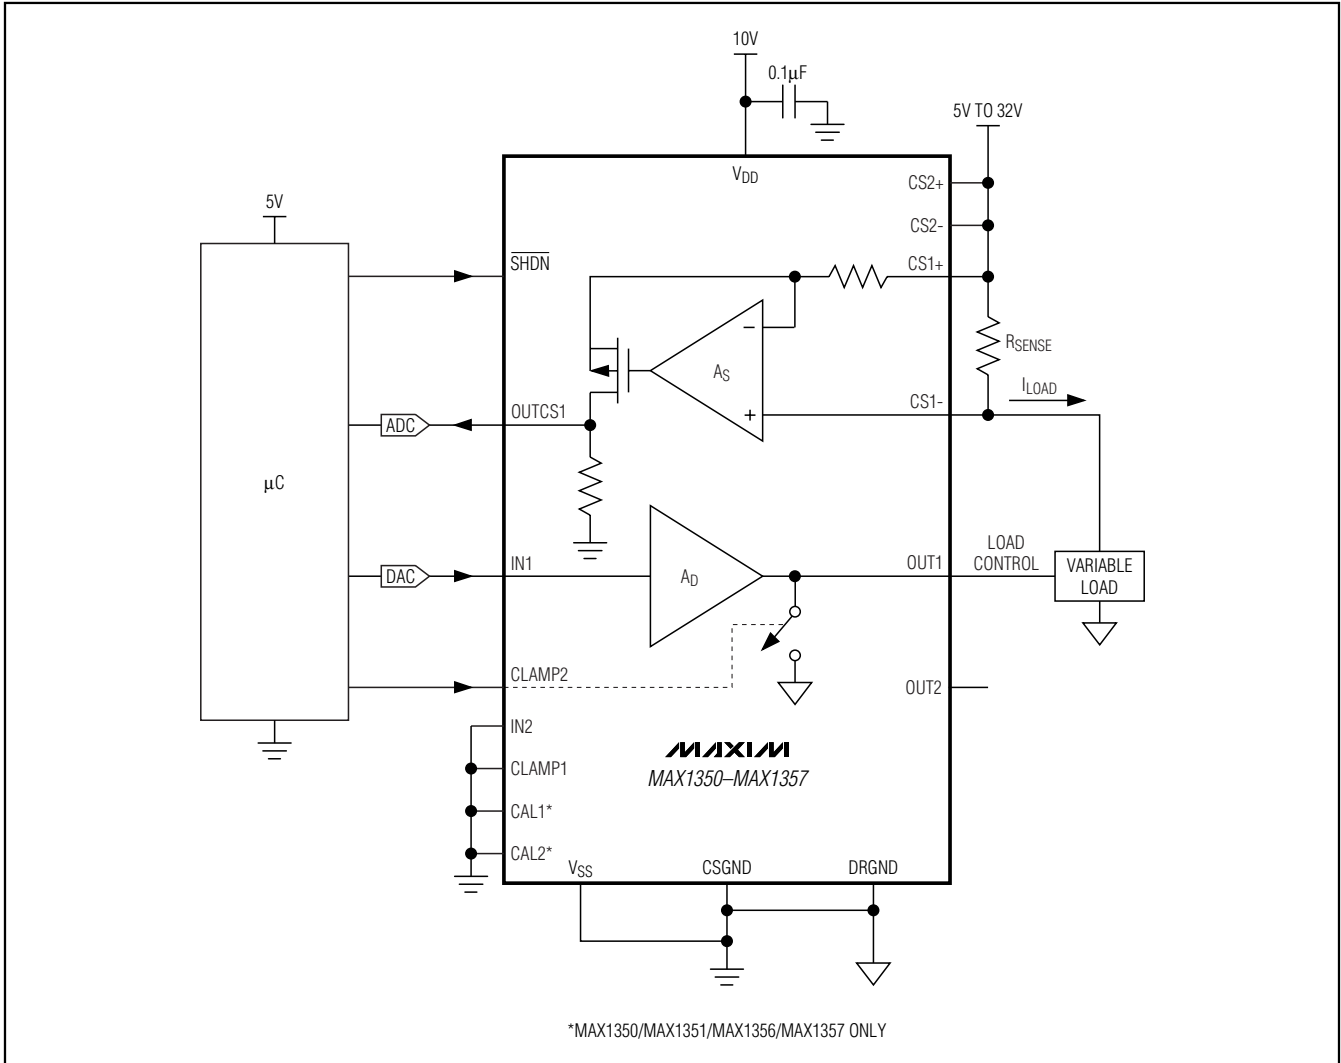 10V
0.1μF
5V TO 32V
VDD
CS2+
5V
CS2-
SHDN
CS1+
RSENSE
−
AS
ILOAD
CS1-
+
OUTCS1
ADC
μC
LOAD
CONTROL
IN1
OUT1
DAC
AD
VARIABLE
LOAD
CLAMP2
OUT2
IN2
MAXIM
CLAMP1
MAX1350–MAX1357
CAL1*
CAL2*
VSS
CSGND
DRGND
*MAX1350/MAX1351/MAX1356/MAX1357 ONLY